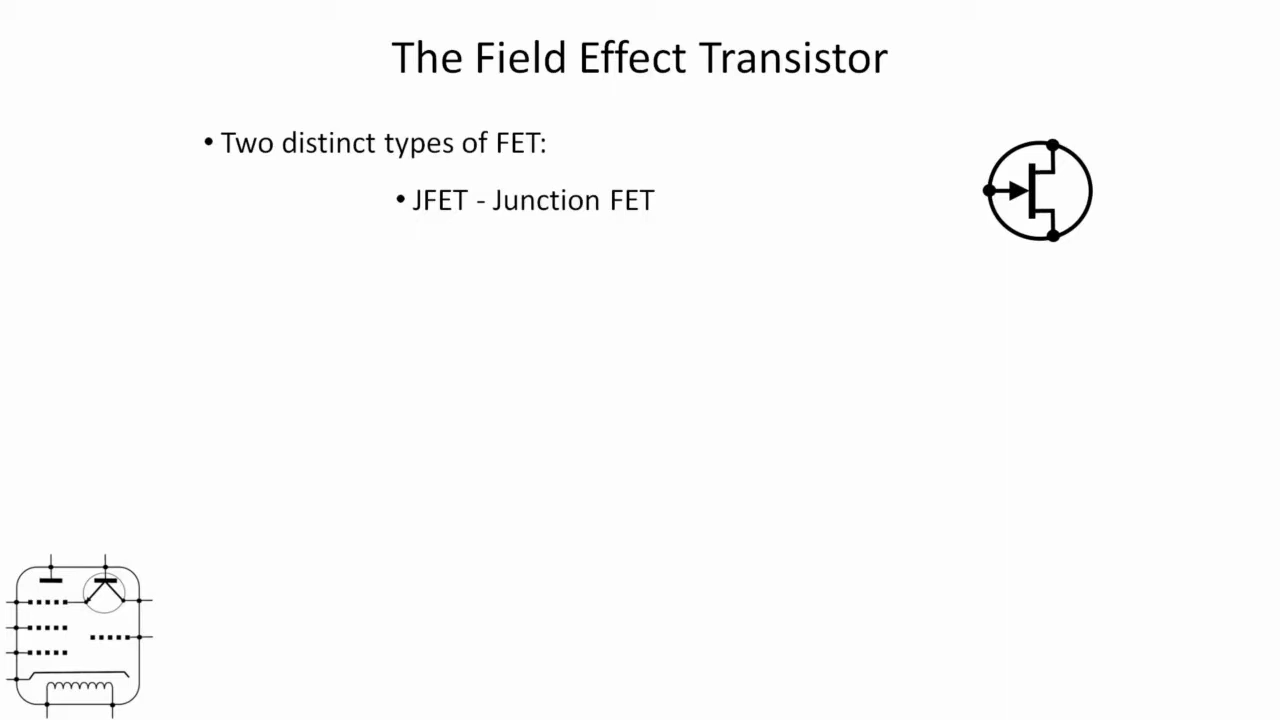 The Field Effect Transistor
• Two distinct types of FET:
• JFET - Junction FET